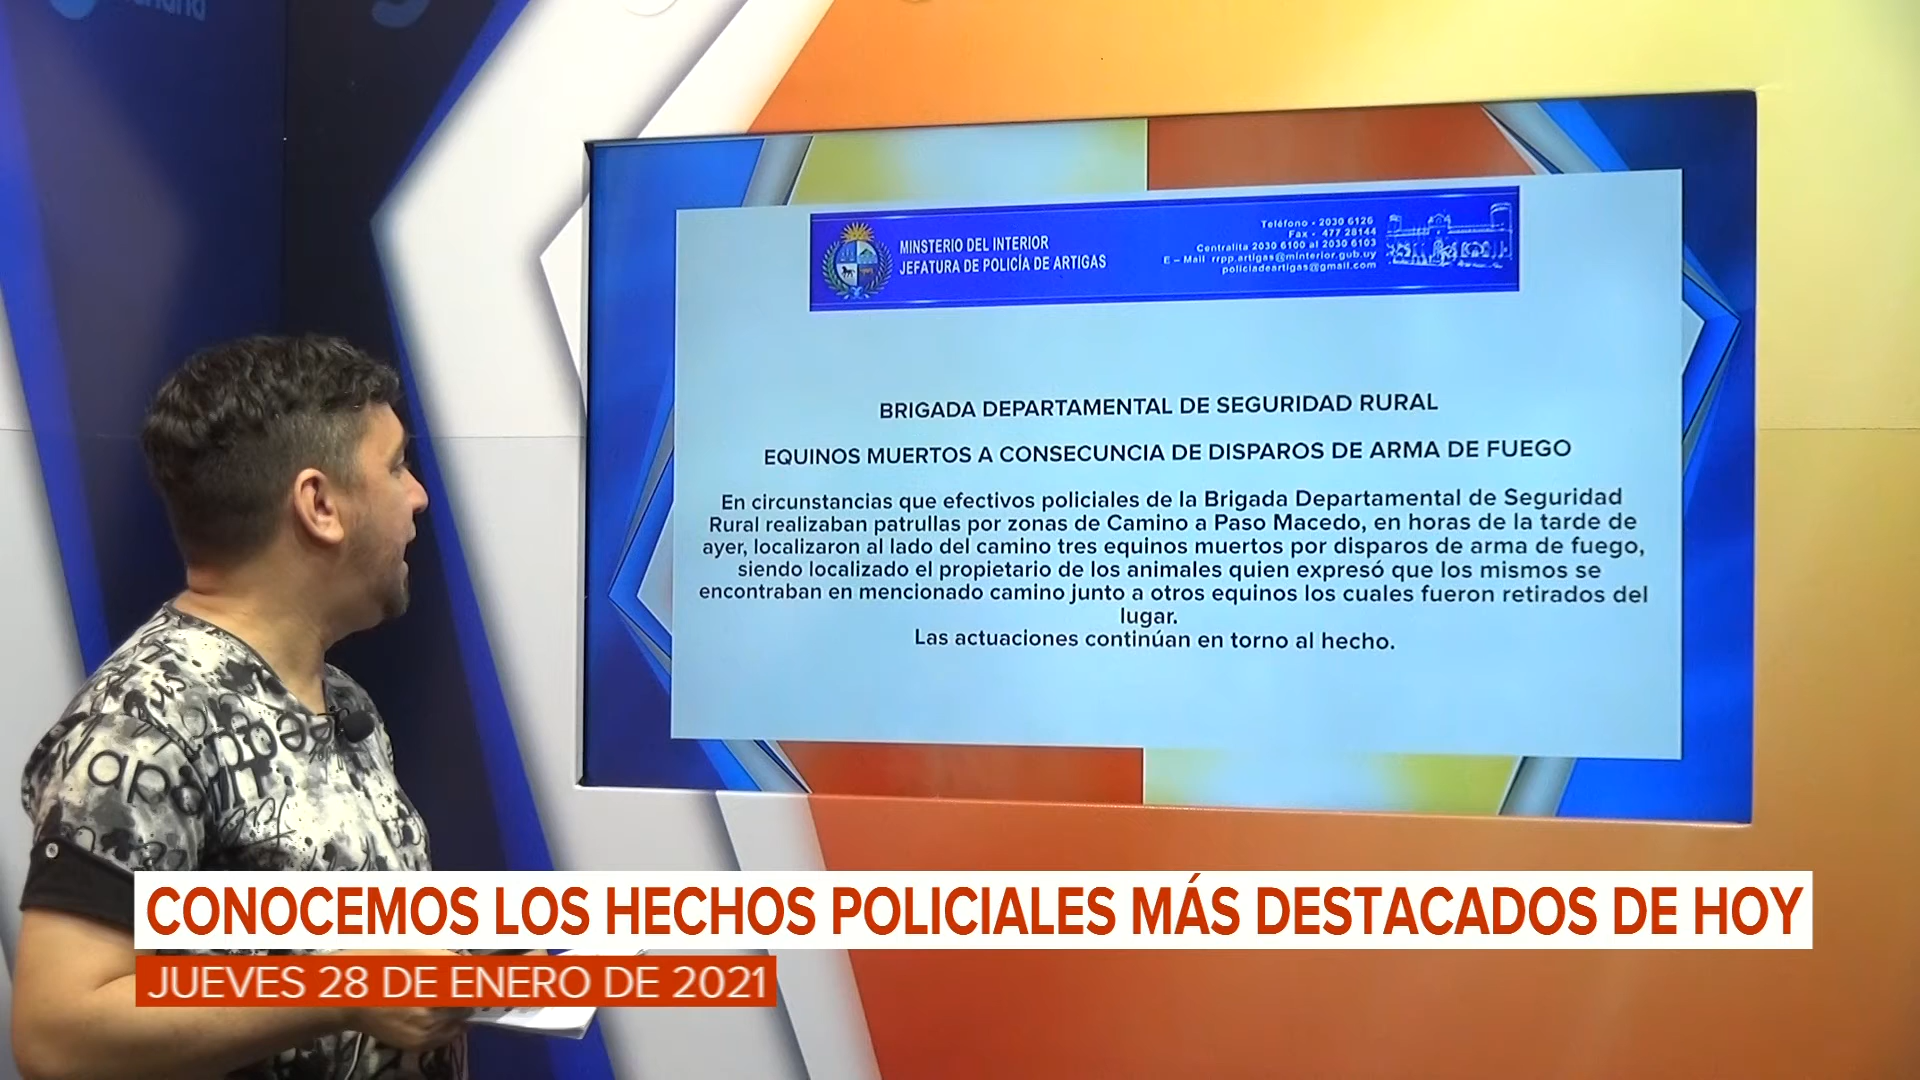 MINSTERIO DEL INTERIOR
JEFATURA DE POLICÍA DE ARTIGAS
Teléfono - 2030 6126
Fax - 477 28144
Centralita 2030 6100 al 2030 6103
E – Mail rrpp.artigas@minterior.gub.uy
policiadeartigas@gmail.com
BRIGADA DEPARTAMENTAL DE SEGURIDAD RURAL
EQUINOS MUERTOS A CONSECUNCIA DE DISPAROS DE ARMA DE FUEGO
En circunstancias que efectivos policiales de la Brigada Departamental de Seguridad
Rural realizaban patrullas por zonas de Camino a Paso Macedo, en horas de la tarde de
ayer, localizaron al lado del camino tres equinos muertos por disparos de arma de fuego,
siendo localizado el propietario de los animales quien expresó que los mismos se
encontraban en mencionado camino junto a otros equinos los cuales fueron retirados del
lugar.
Las actuaciones continúan en torno al hecho.
CONOCEMOS LOS HECHOS POLICIALES MÁS DESTACADOS DE HOY
JUEVES 28 DE ENERO DE 2021